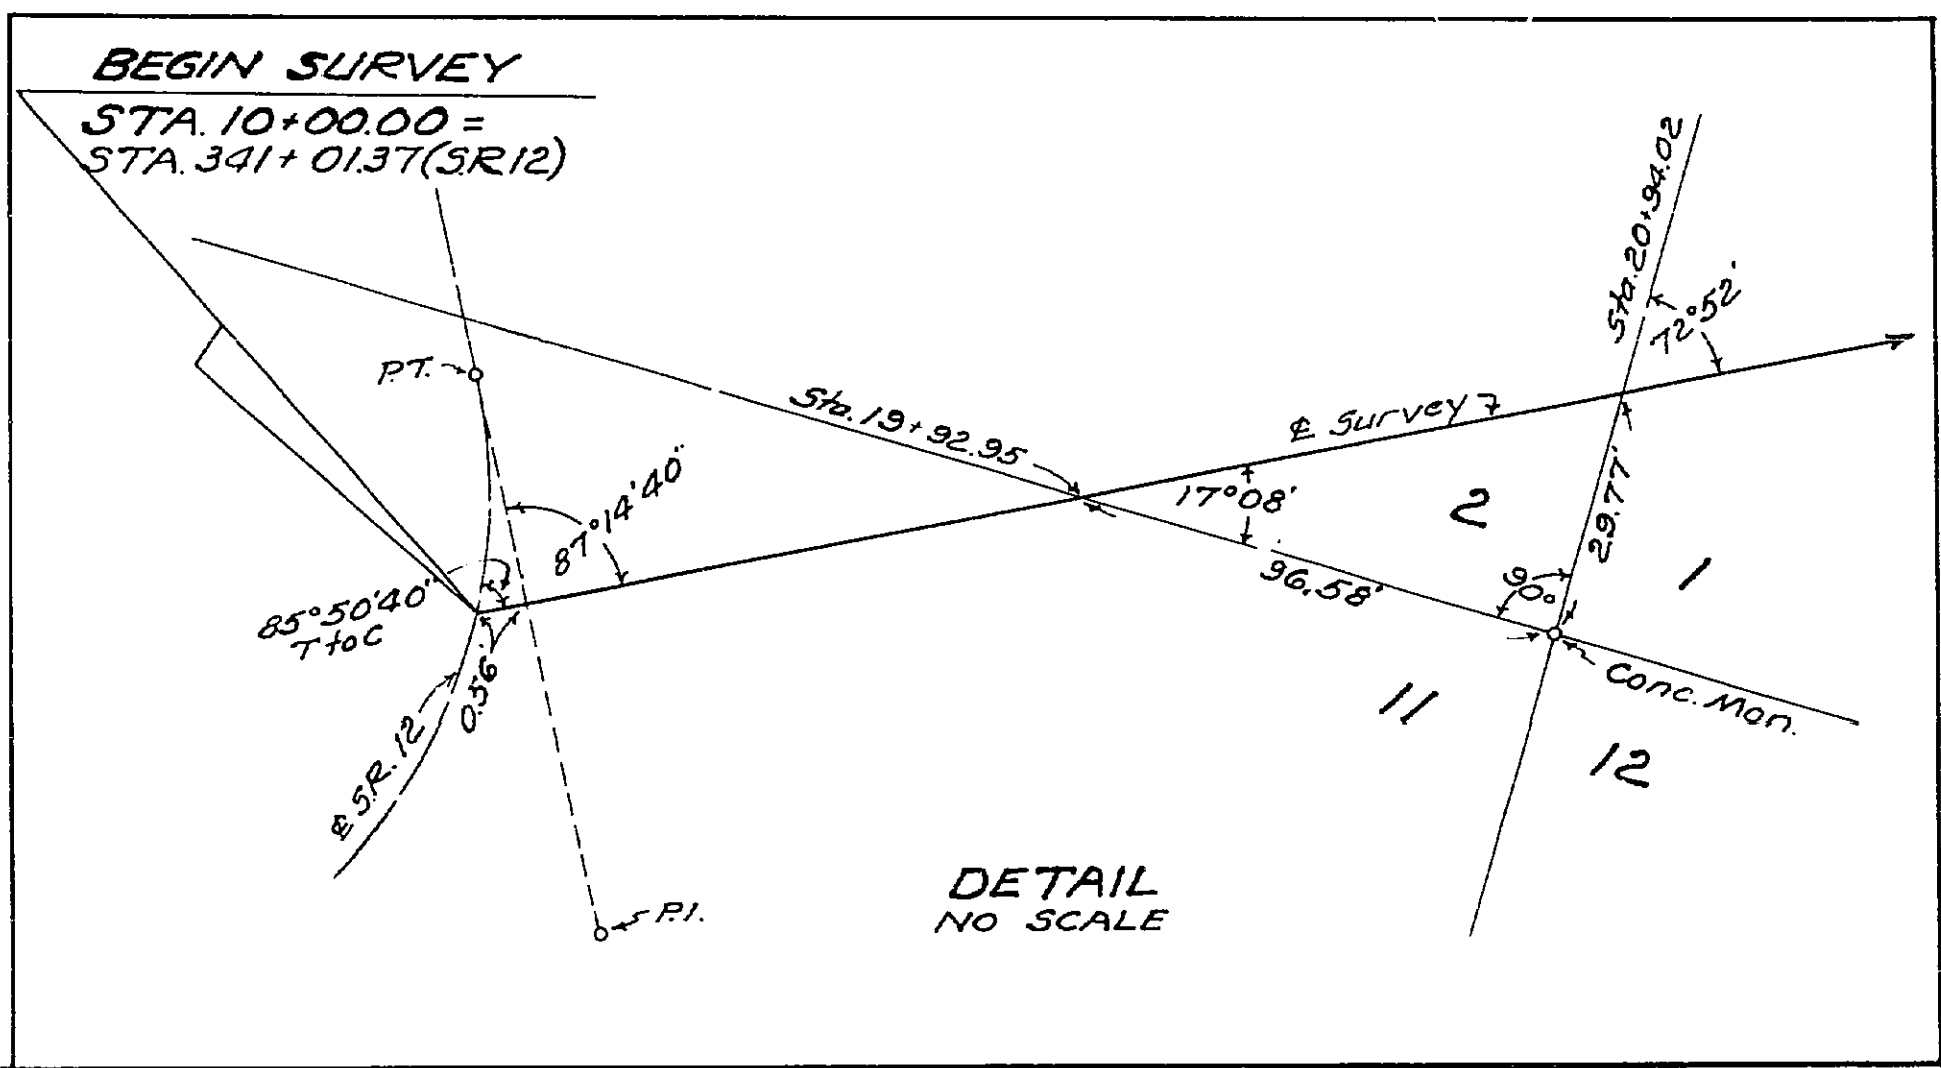 BEGIN SURVEY
STA. 10+00.00 =
STA. 341+01.37(S.R.12)
Sta. 20+94.02
72°52'
P.T.
Sta. 19+92.95
℄ Survey
87°14'40"
17°08'
2
29.77'
1
96.58'
90°
85°50'40"
T to C
0.56'
℄ S.R. 12
11
Conc. Mon.
12
P.I.
DETAIL
NO SCALE